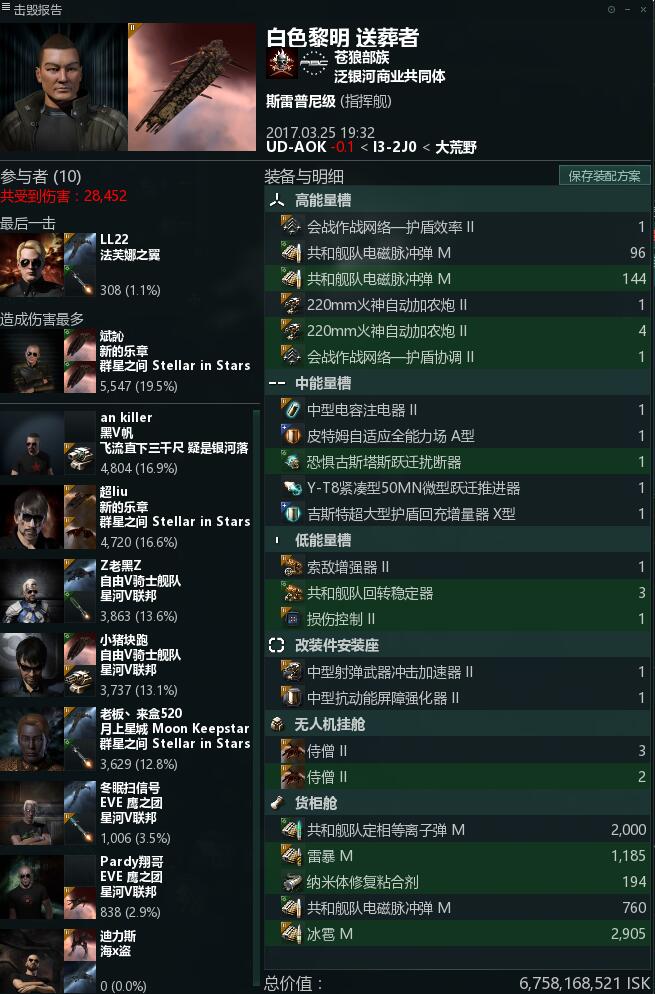 击毁报告
白色黎明 送葬者
苍狼部族
泛银河商业共同体
斯雷普尼级 (指挥舰)
2017.03.25 19:32
UD-AOK -0.1 < I3-2J0 < 大荒野
参与者 (10)
共受到伤害：28,452
最后一击
LL22
法芙娜之翼
308 (1.1%)
造成伤害最多
斌訫
新的乐章
群星之间 Stellar in Stars
5,547 (19.5%)
an killer
黑V帆
飞流直下三千尺 疑是银河落
4,804 (16.9%)
超liu
新的乐章
群星之间 Stellar in Stars
4,720 (16.6%)
Z老黑Z
自由V骑士舰队
星河V联邦
3,863 (13.6%)
小猪块跑
自由V骑士舰队
星河V联邦
3,737 (13.1%)
老板、来盒520
月上星城 Moon Keepstar
群星之间 Stellar in Stars
3,629 (12.8%)
冬眠扫信号
EVE 鹰之团
星河V联邦
1,006 (3.5%)
Pardy翔哥
EVE 鹰之团
星河V联邦
838 (2.9%)
迪力斯
海x盗
0 (0.0%)
装备与明细
保存装配方案
高能量槽
会战作战网络—护盾效率 II 1
共和舰队电磁脉冲弹 M 96
共和舰队电磁脉冲弹 M 144
220mm火神自动加农炮 II 1
220mm火神自动加农炮 II 4
会战作战网络—护盾协调 II 1
中能量槽
中型电容注电器 II 1
皮特姆自适应全能力场 A型 1
恐惧古斯塔斯跃迁扰断器 1
Y-T8紧凑型50MN微型跃迁推进器 1
吉斯特超大型护盾回充增量器 X型 1
低能量槽
索敌增强器 II 1
共和舰队回转稳定器 3
损伤控制 II 1
改装件安装座
中型射弹武器冲击加速器 II 1
中型抗动能屏障强化器 II 1
无人机挂舱
侍僧 II 3
侍僧 II 2
货柜舱
共和舰队定相等离子弹 M 2,000
雷暴 M 1,185
纳米体修复粘合剂 194
共和舰队电磁脉冲弹 M 760
冰雹 M 2,905
总价值： 6,758,168,521 ISK